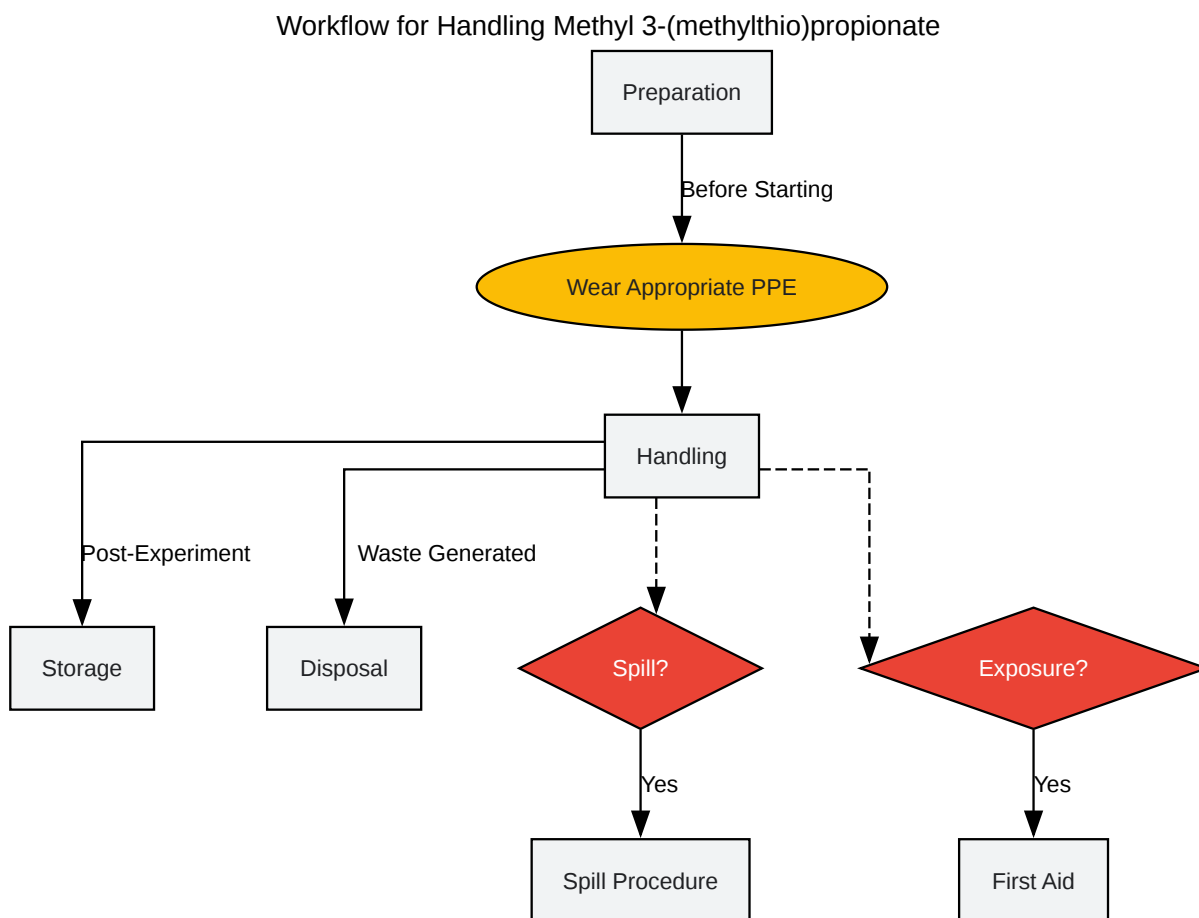 Workflow for Handling Methyl 3-(methylthio)propionate
Preparation
Before Starting
Wear Appropriate PPE
Handling
Post-Experiment
Waste Generated
Storage
Disposal
Spill?
Exposure?
Yes
Yes
Spill Procedure
First Aid